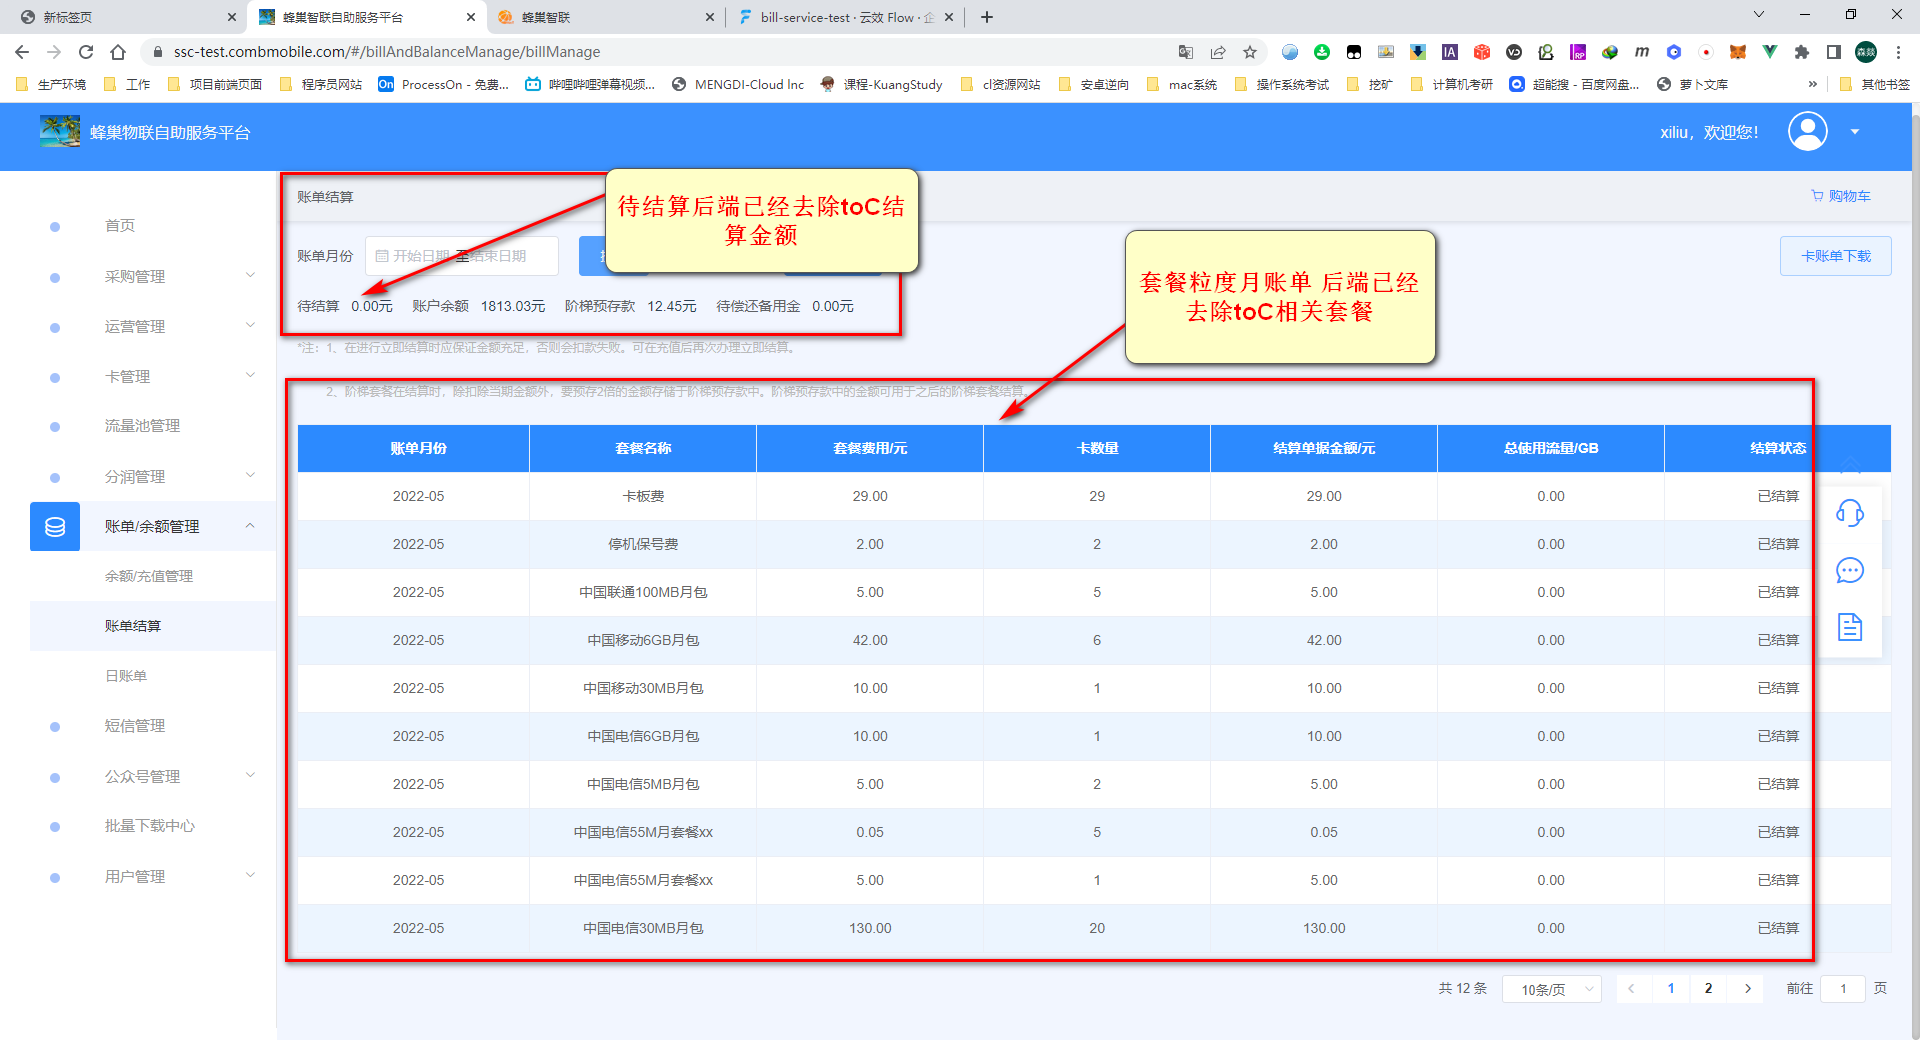 新标签页
蜂巢智联自助服务平台
蜂巢智联
bill-service-test · 云效 Flow · 企
ssc-test.combmobile.com/#/billAndBalanceManage/billManage
生产环境
工作
项目前端页面
程序员网站
ProcessOn - 免费...
哔哩哔哩弹幕视频...
MENGDI-Cloud lnc
课程-KuangStudy
cl资源网站
安卓逆向
mac系统
操作系统考试
挖矿
计算机考研
超能搜 - 百度网盘...
萝卜文库
»
其他书签
蜂巢物联自助服务平台
xiliu，欢迎您！
账单结算
购物车
待结算后端已经去除toC结
算金额
账单月份
开始日期 至 结束日期
卡账单下载
套餐粒度月账单 后端已经
去除toC相关套餐
待结算 0.00元 账户余额 1813.03元 阶梯预存款 12.45元 待偿还备用金 0.00元
*注：1、在进行立即结算时应保证金额充足，否则会扣款失败。可在充值后再次办理立即结算。
2、阶梯套餐在结算时，除扣除当期金额外，要预存2倍的金额存储于阶梯预存款中。阶梯预存款中的金额可用于之后的阶梯套餐结算。
首页
采购管理
运营管理
卡管理
流量池管理
分润管理
账单/余额管理
余额/充值管理
账单结算
日账单
短信管理
公众号管理
批量下载中心
用户管理
账单月份 套餐名称 套餐费用/元 卡数量 结算单据金额/元 总使用流量/GB 结算状态
2022-05 卡板费 29.00 29 29.00 0.00 已结算
2022-05 停机保号费 2.00 2 2.00 0.00 已结算
2022-05 中国联通100MB月包 5.00 5 5.00 0.00 已结算
2022-05 中国移动6GB月包 42.00 6 42.00 0.00 已结算
2022-05 中国移动30MB月包 10.00 1 10.00 0.00 已结算
2022-05 中国电信6GB月包 10.00 1 10.00 0.00 已结算
2022-05 中国电信5MB月包 5.00 2 5.00 0.00 已结算
2022-05 中国电信55M月套餐xx 0.05 5 0.05 0.00 已结算
2022-05 中国电信55M月套餐xx 5.00 1 5.00 0.00 已结算
2022-05 中国电信30MB月包 130.00 20 130.00 0.00 已结算
共 12 条 10条/页 1 2 前往 1 页